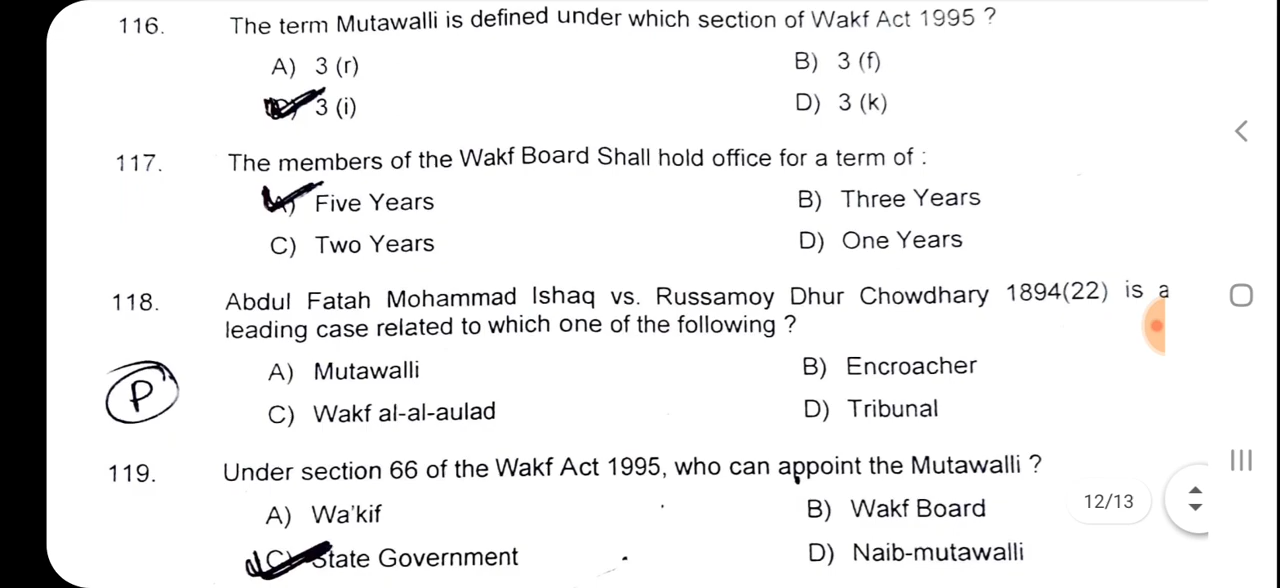 116. The term Mutawalli is defined under which section of Wakf Act 1995 ?
A) 3 (r) B) 3 (f)
3 (i) D) 3 (k)
117. The members of the Wakf Board Shall hold office for a term of :
A) Five Years B) Three Years
C) Two Years D) One Years
118. Abdul Fatah Mohammad Ishaq vs. Russamoy Dhur Chowdhary 1894(22) is a
leading case related to which one of the following ?
A) Mutawalli B) Encroacher
P
C) Wakf al-al-aulad D) Tribunal
119. Under section 66 of the Wakf Act 1995, who can appoint the Mutawalli ?
A) Wa'kif B) Wakf Board
12/13
C) State Government D) Naib-mutawalli